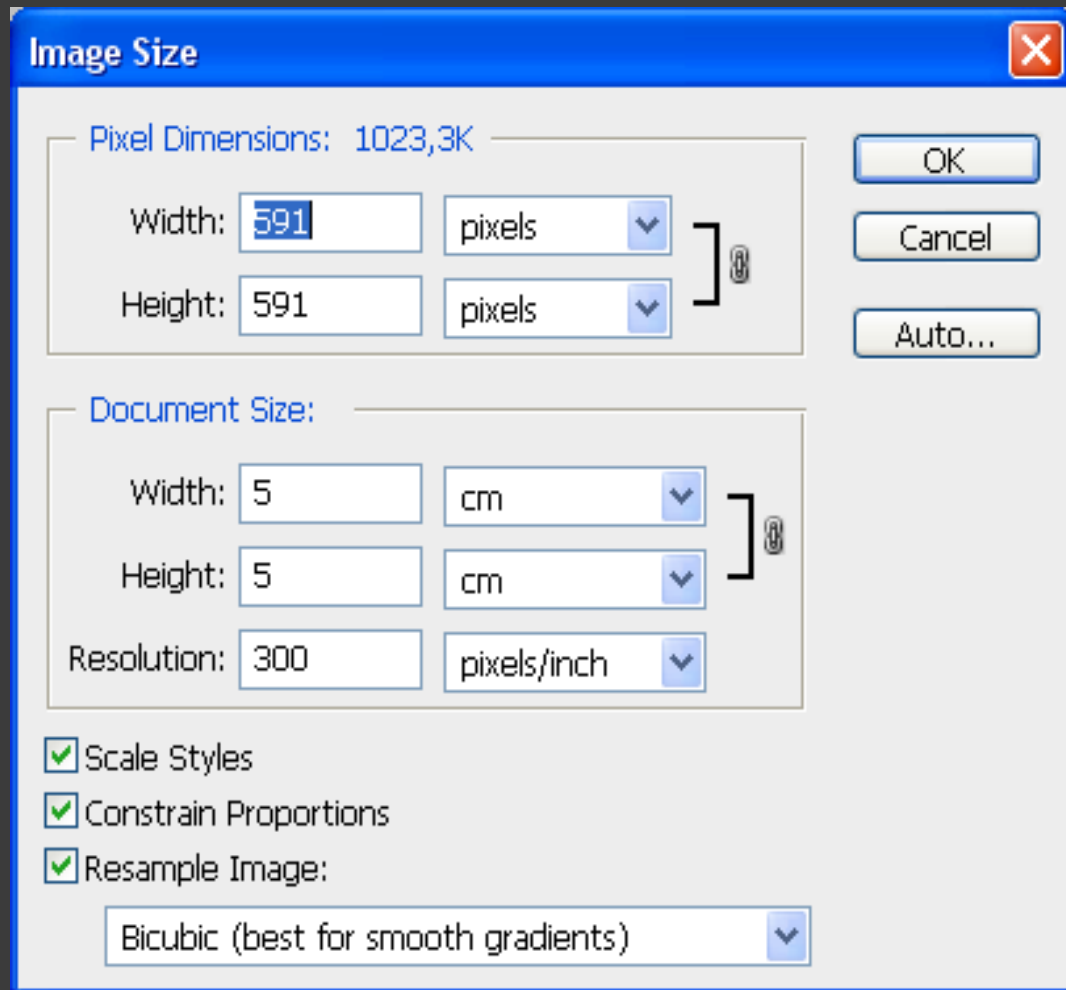 Image Size
Pixel Dimensions: 1023,3K
OK
Width: 591 pixels
Cancel
Height: 591 pixels
Auto...
Document Size:
Width: 5 cm
Height: 5 cm
Resolution: 300 pixels/inch
Scale Styles
Constrain Proportions
Resample Image:
Bicubic (best for smooth gradients)